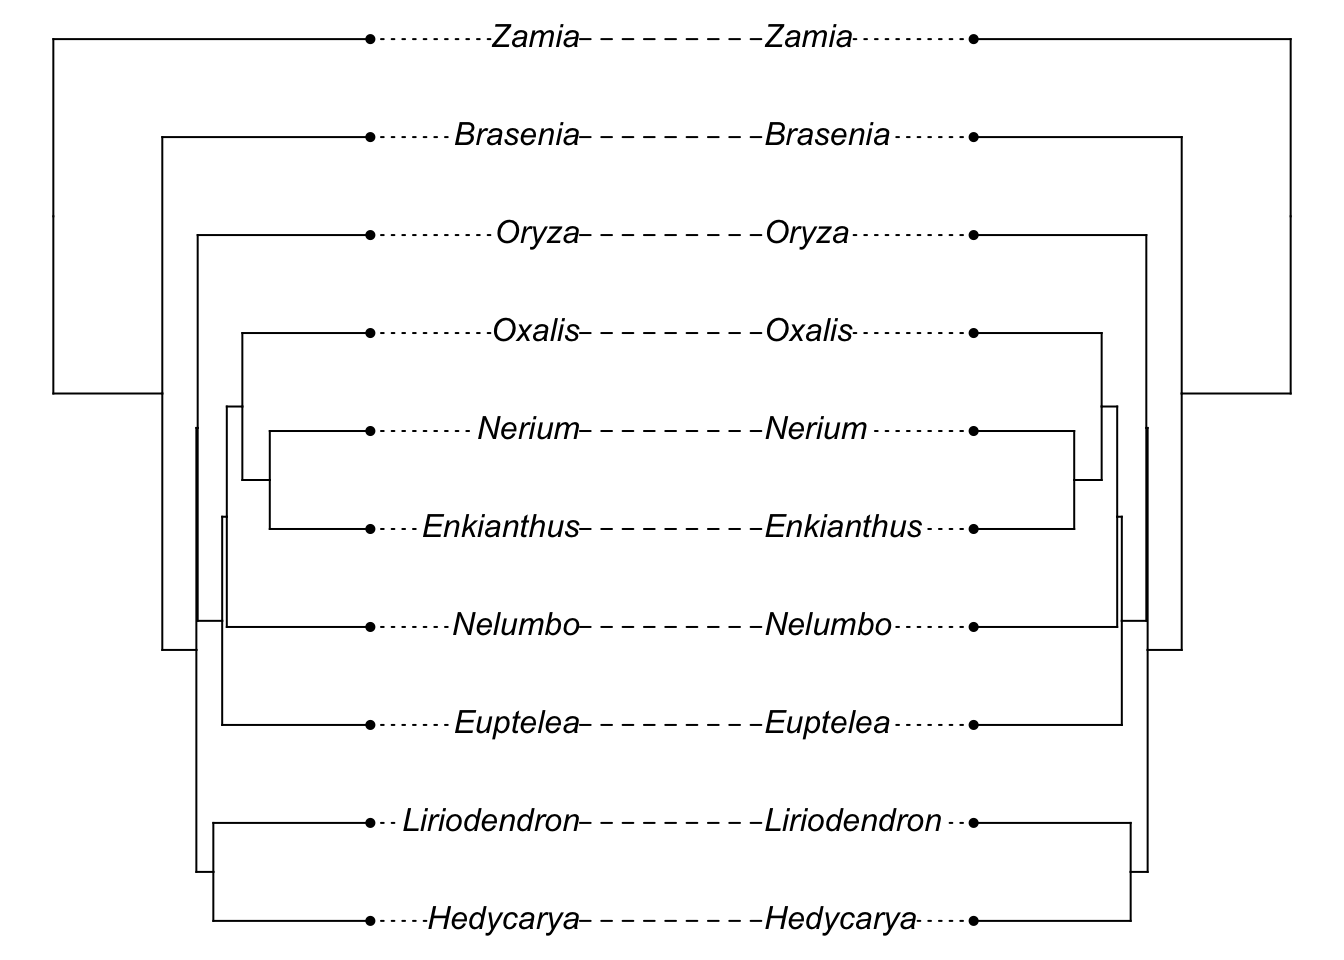 Zamia Zamia
Brasenia Brasenia
Oryza Oryza
Oxalis Oxalis
Nerium Nerium
Enkianthus Enkianthus
Nelumbo Nelumbo
Euptelea Euptelea
Liriodendron Liriodendron
Hedycarya Hedycarya